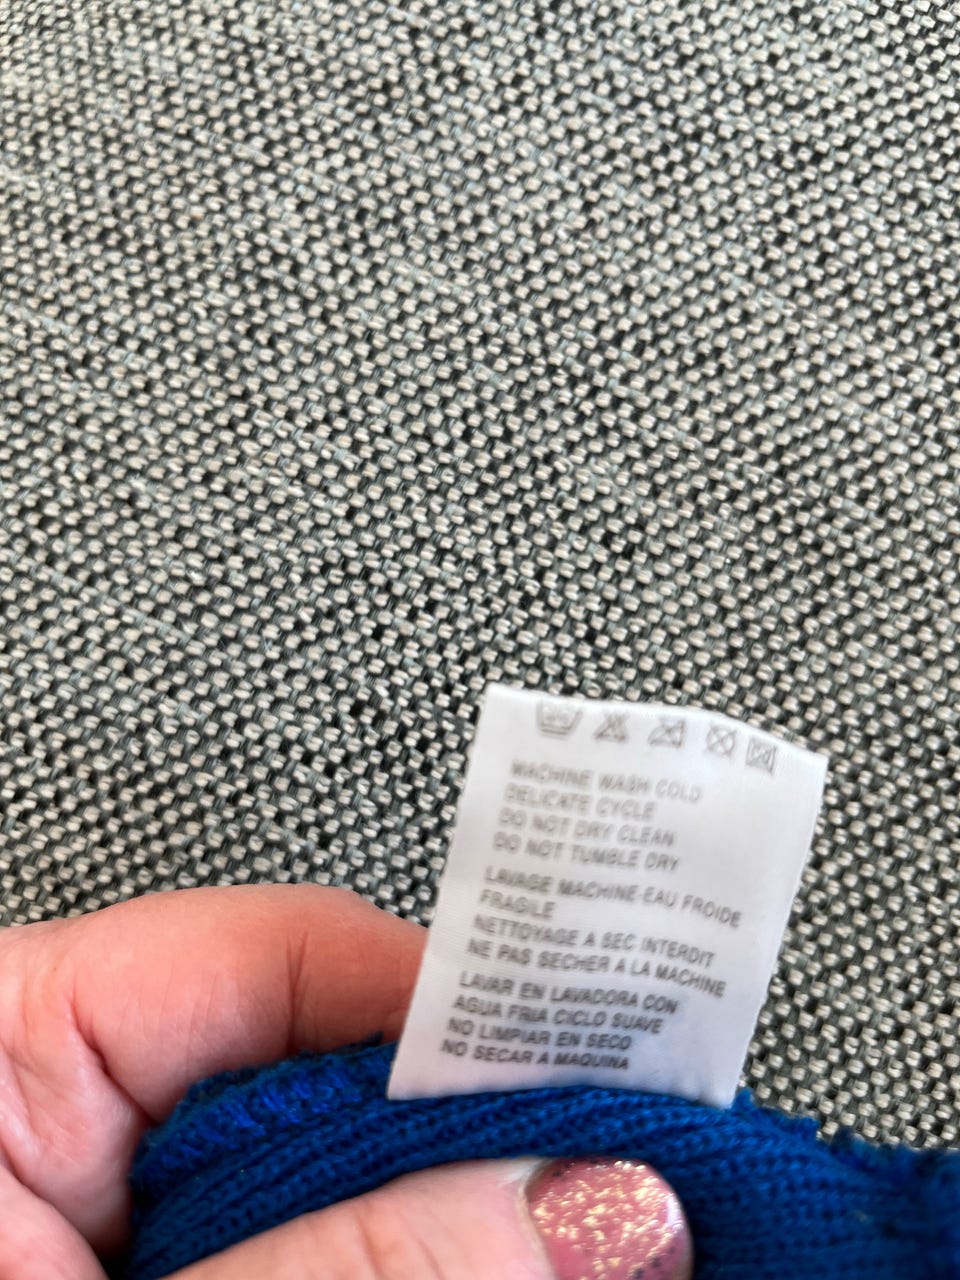 MACHINE WASH COLD
DELICATE CYCLE
DO NOT DRY CLEAN
DO NOT TUMBLE DRY
LAVAGE MACHINE-EAU FROIDE
FRAGILE
NETTOYAGE A SEC INTERDIT
NE PAS SECHER A LA MACHINE
LAVAR EN LAVADORA CON
AGUA FRIA CICLO SUAVE
NO LIMPIAR EN SECO
NO SECAR A MAQUINA